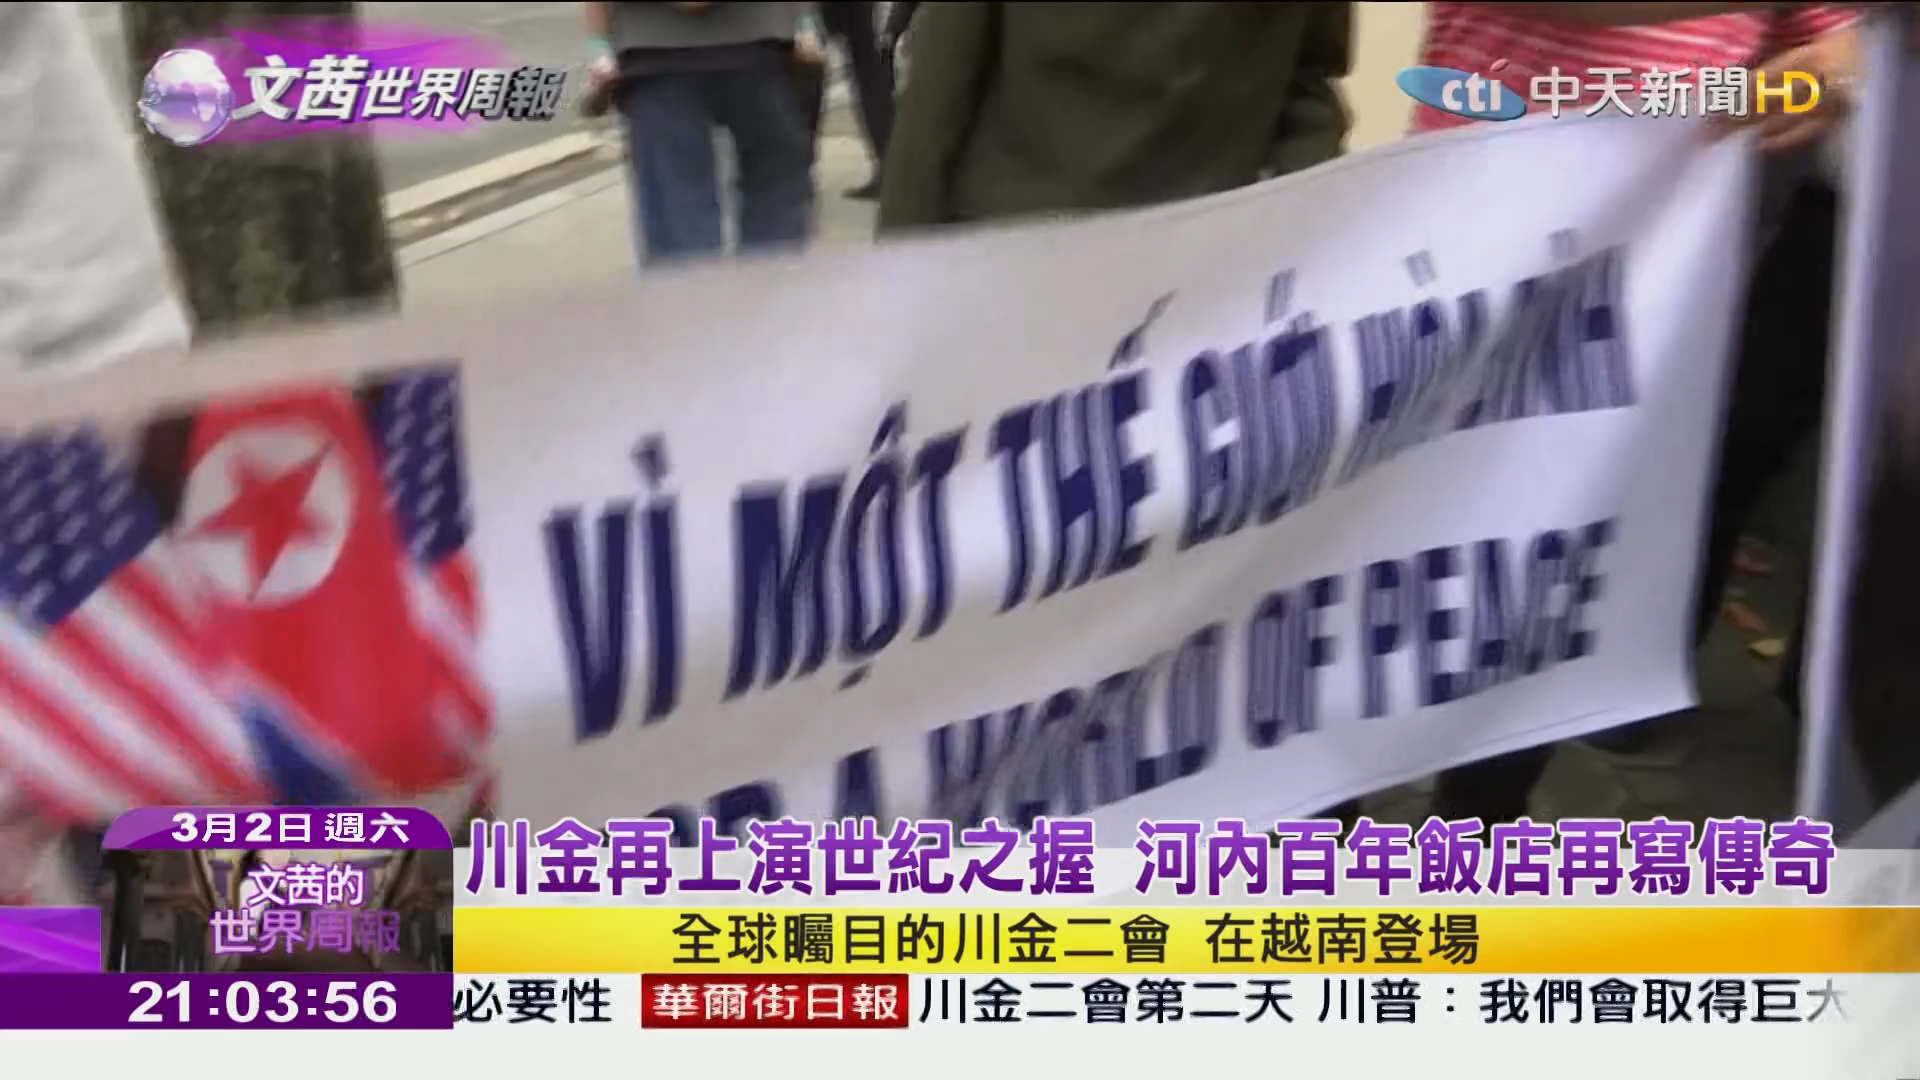 文茜世界周報
cti 中天新聞HD
VÌ MỘT THẾ GIỚI HÒA BÌNH
FOR A WORLD OF PEACE
3月2日 週六
川金再上演世紀之握 河內百年飯店再寫傳奇
文茜的
世界周報
全球矚目的川金二會 在越南登場
21:03:56
必要性 華爾街日報 川金二會第二天 川普：我們會取得巨大